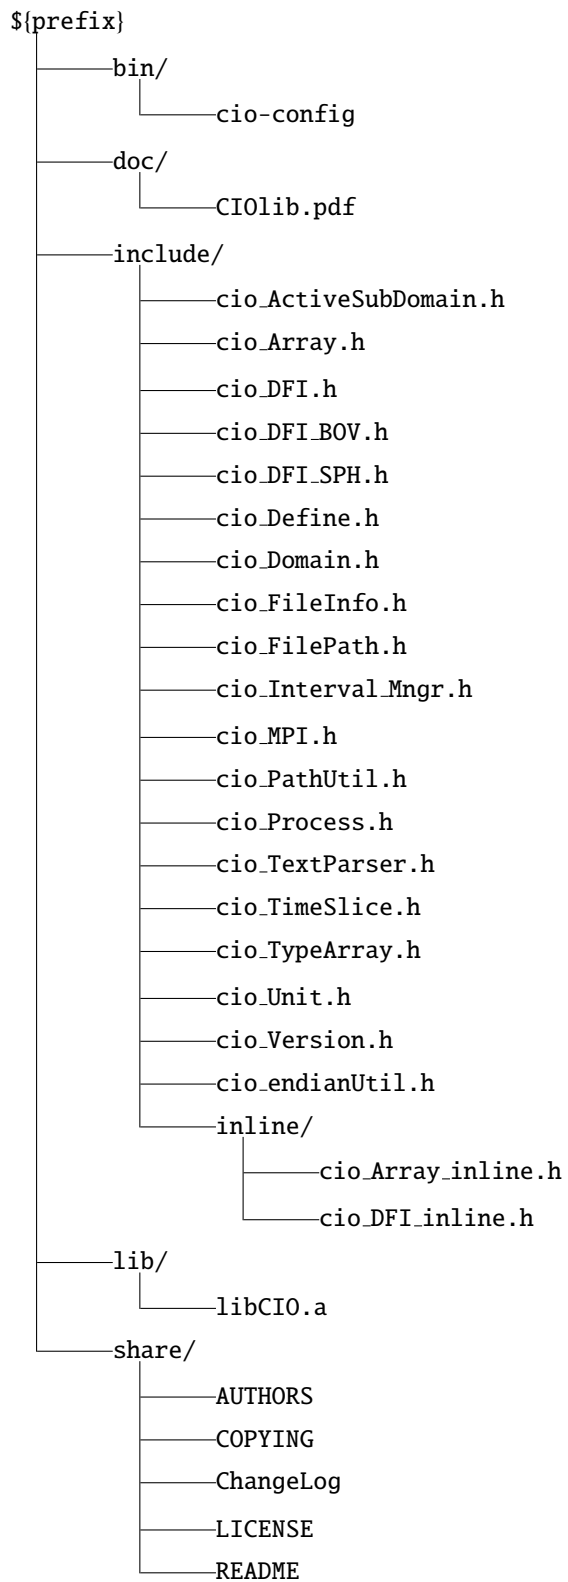 ${prefix}
bin/
cio-config
doc/
CIOlib.pdf
include/
cio_ActiveSubDomain.h
cio_Array.h
cio_DFI.h
cio_DFI_BOV.h
cio_DFI_SPH.h
cio_Define.h
cio_Domain.h
cio_FileInfo.h
cio_FilePath.h
cio_Interval_Mngr.h
cio_MPI.h
cio_PathUtil.h
cio_Process.h
cio_TextParser.h
cio_TimeSlice.h
cio_TypeArray.h
cio_Unit.h
cio_Version.h
cio_endianUtil.h
inline/
cio_Array_inline.h
cio_DFI_inline.h
lib/
libCIO.a
share/
AUTHORS
COPYING
ChangeLog
LICENSE
README